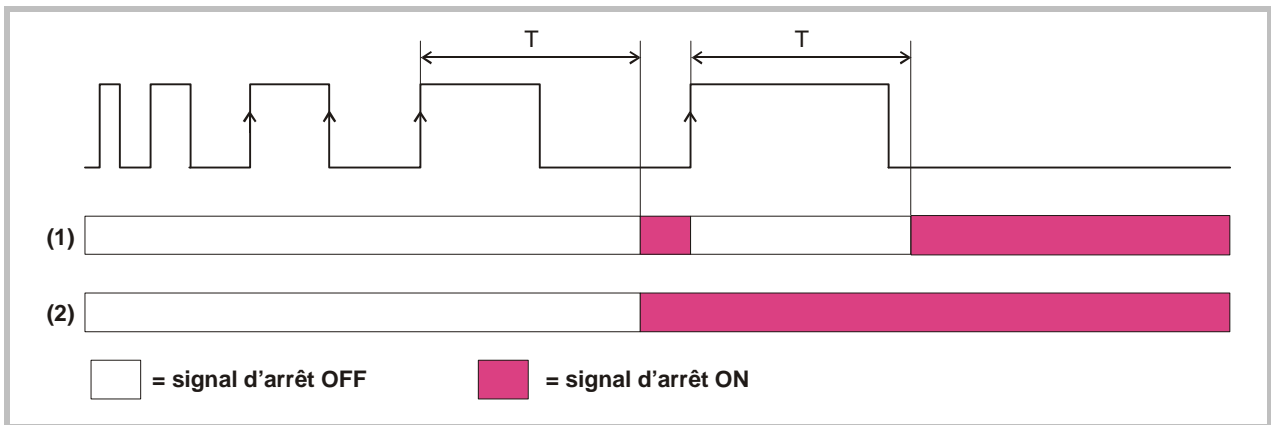 T T
(1)
(2)
= signal d'arrêt OFF = signal d'arrêt ON